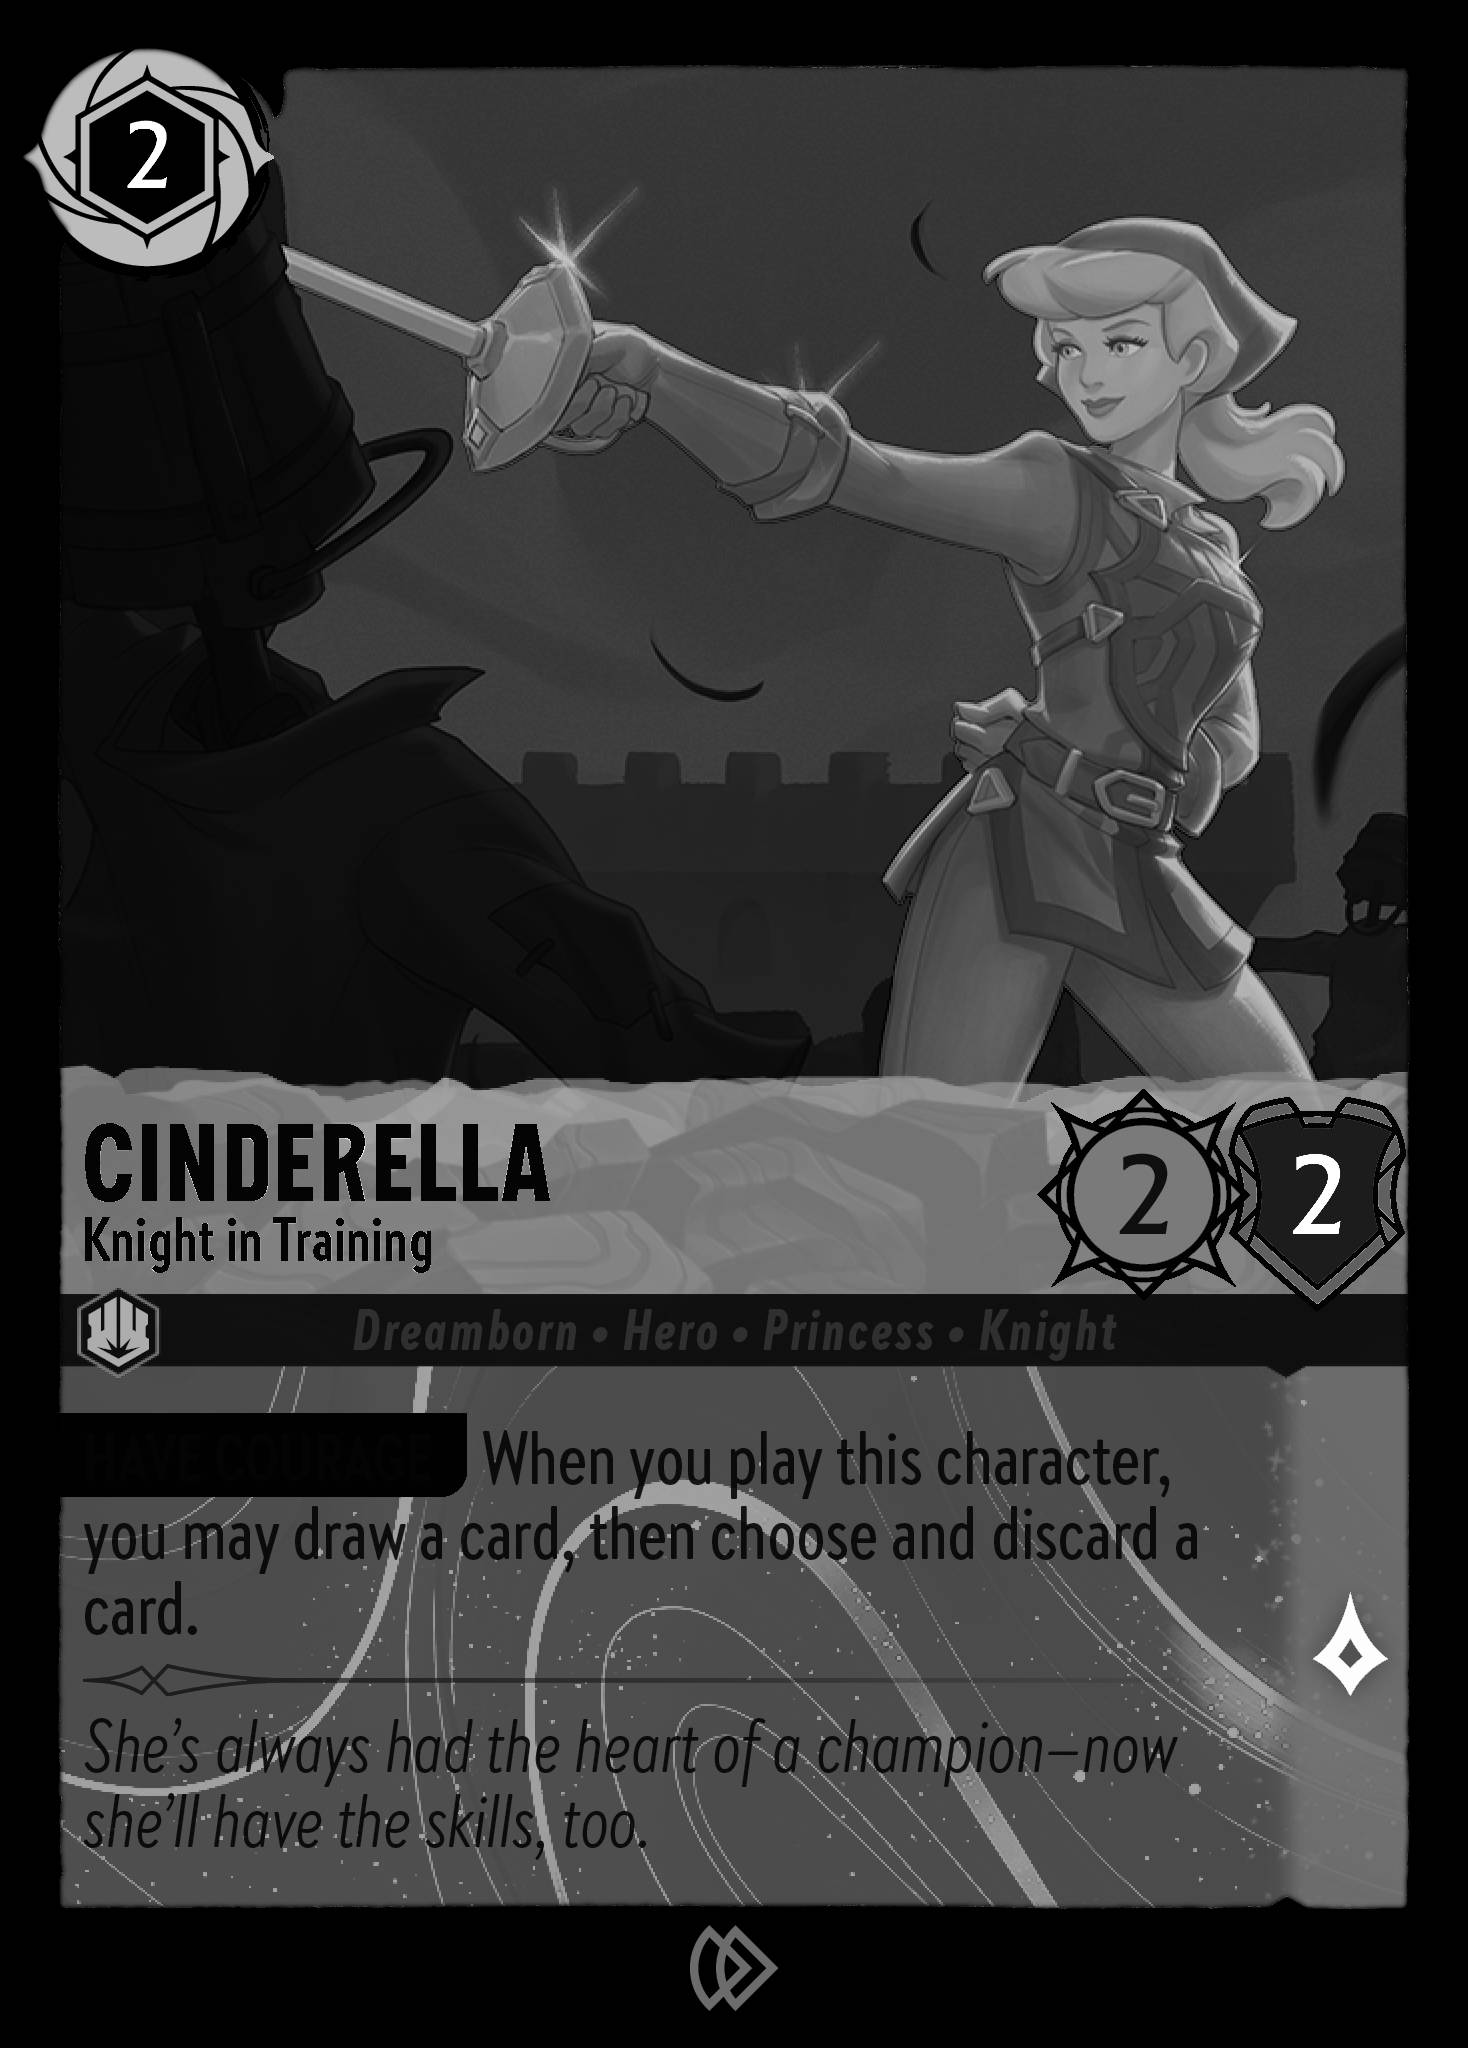 2
CINDERELLA
Knight in Training
2 2
Dreamborn • Hero • Princess • Knight
HAVE COURAGE When you play this character,
you may draw a card, then choose and discard a
card.
She’s always had the heart of a champion—now
she’ll have the skills, too.